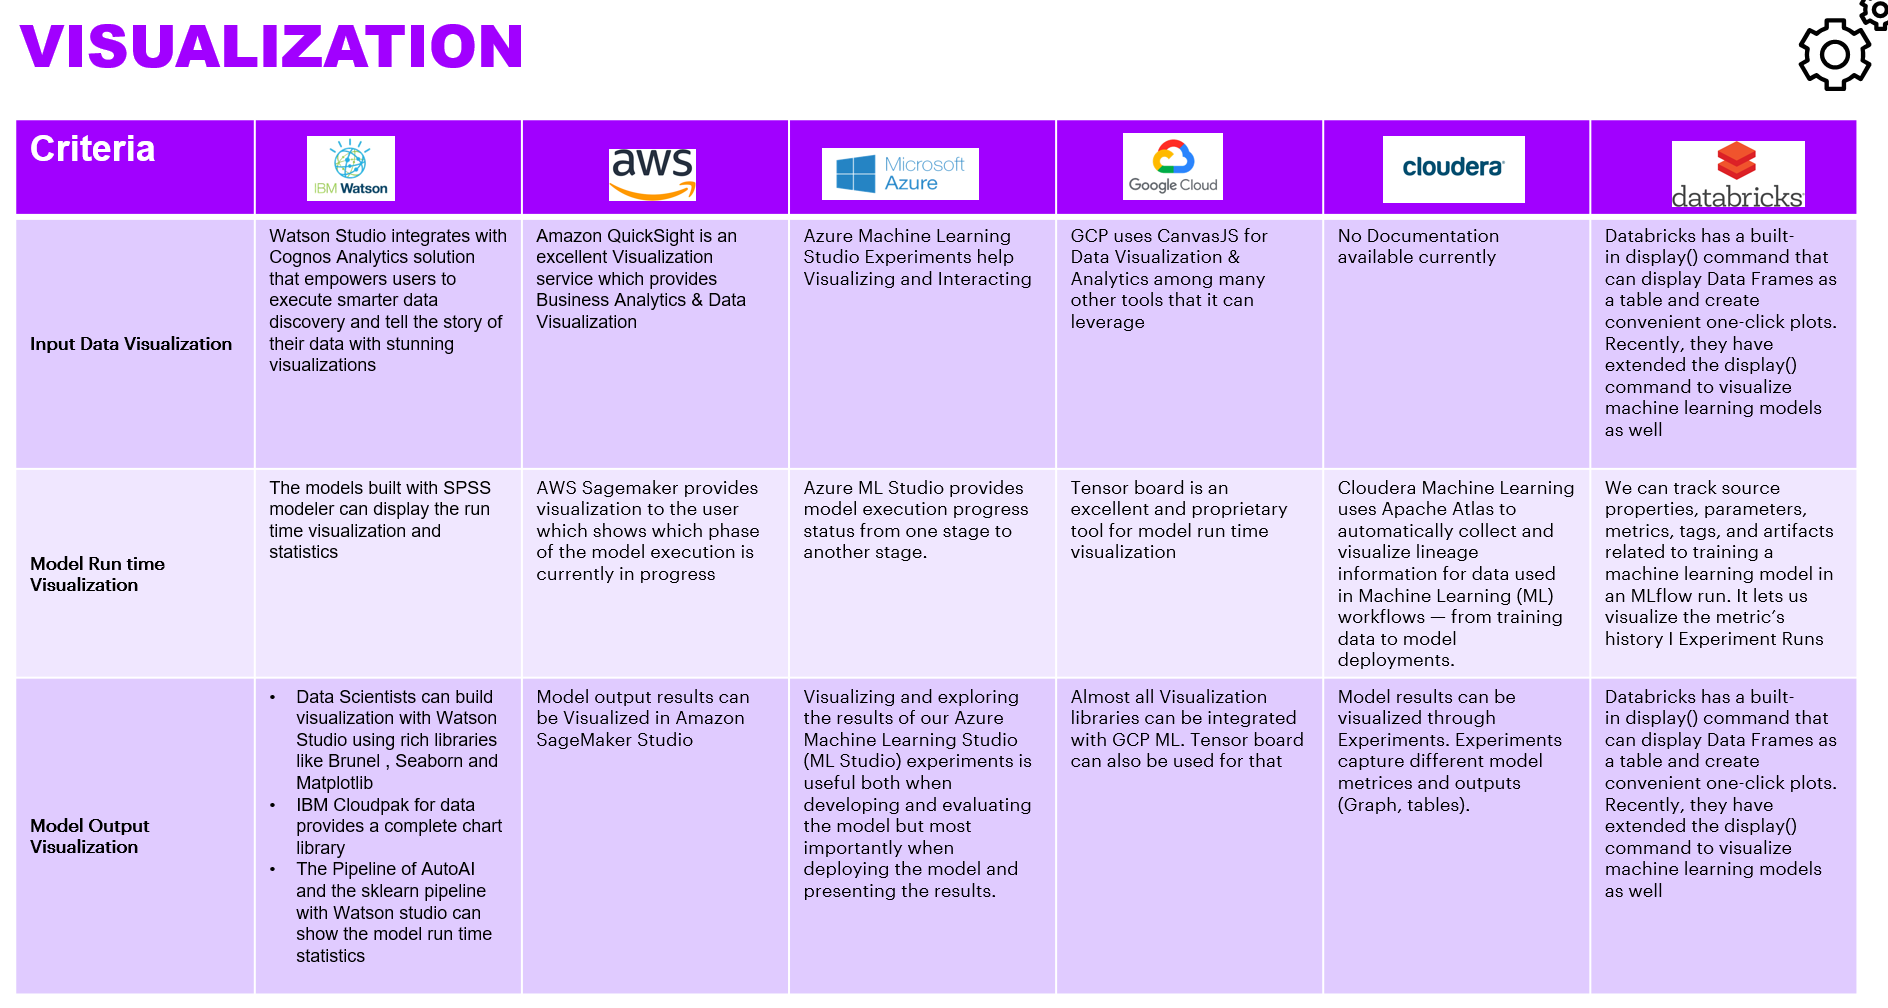 VISUALIZATION
Criteria
IBM Watson
aws
Microsoft
Azure
Google Cloud
cloudera
databricks
Input Data Visualization
Watson Studio integrates with
Cognos Analytics solution
that empowers users to
execute smarter data
discovery and tell the story of
their data with stunning
visualizations
Amazon QuickSight is an
excellent Visualization
service which provides
Business Analytics & Data
Visualization
Azure Machine Learning
Studio Experiments help
Visualizing and Interacting
GCP uses CanvasJS for
Data Visualization &
Analytics among many
other tools that it can
leverage
No Documentation
available currently
Databricks has a built-
in display() command that
can display Data Frames as
a table and create
convenient one-click plots.
Recently, they have
extended the display()
command to visualize
machine learning models
as well
Model Run time
Visualization
The models built with SPSS
modeler can display the run
time visualization and
statistics
AWS Sagemaker provides
visualization to the user
which shows which phase
of the model execution is
currently in progress
Azure ML Studio provides
model execution progress
status from one stage to
another stage.
Tensor board is an
excellent and proprietary
tool for model run time
visualization
Cloudera Machine Learning
uses Apache Atlas to
automatically collect and
visualize lineage
information for data used
in Machine Learning (ML)
workflows — from training
data to model
deployments.
We can track source
properties, parameters,
metrics, tags, and artifacts
related to training a
machine learning model in
an MLflow run. It lets us
visualize the metric’s
history I Experiment Runs
Model Output
Visualization
• Data Scientists can build
visualization with Watson
Studio using rich libraries
like Brunel , Seaborn and
Matplotlib
• IBM Cloudpak for data
provides a complete chart
library
• The Pipeline of AutoAI
and the sklearn pipeline
with Watson studio can
show the model run time
statistics
Model output results can
be Visualized in Amazon
SageMaker Studio
Visualizing and exploring
the results of our Azure
Machine Learning Studio
(ML Studio) experiments is
useful both when
developing and evaluating
the model but most
importantly when
deploying the model and
presenting the results.
Almost all Visualization
libraries can be integrated
with GCP ML. Tensor board
can also be used for that
Model results can be
visualized through
Experiments. Experiments
capture different model
metrices and outputs
(Graph, tables).
Databricks has a built-
in display() command that
can display Data Frames as
a table and create
convenient one-click plots.
Recently, they have
extended the display()
command to visualize
machine learning models
as well